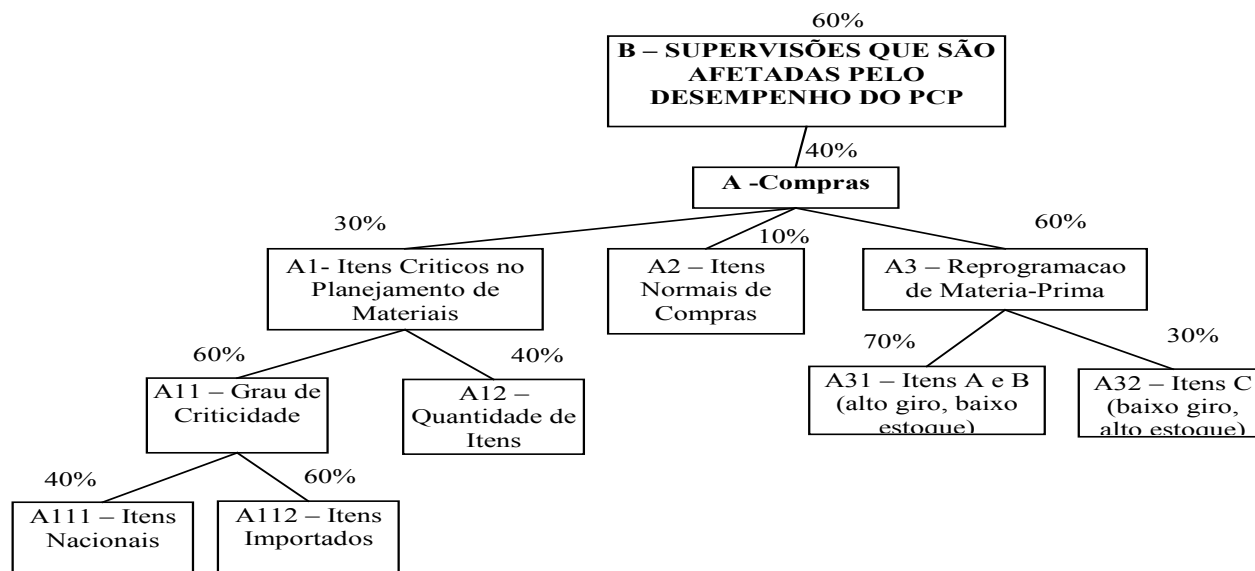 60%
B – SUPERVISÕES QUE SÃO
AFETADAS PELO
DESEMPENHO DO PCP
40%
A -Compras
30%
10%
60%
A1- Itens Criticos no
Planejamento de
Materiais
A2 – Itens
Normais de
Compras
A3 – Reprogramacao
de Materia-Prima
60%
40%
70%
30%
A11 – Grau de
Criticidade
A12 –
Quantidade de
Itens
A31 – Itens A e B
(alto giro, baixo
estoque)
A32 – Itens C
(baixo giro,
alto estoque)
40%
60%
A111 – Itens
Nacionais
A112 – Itens
Importados